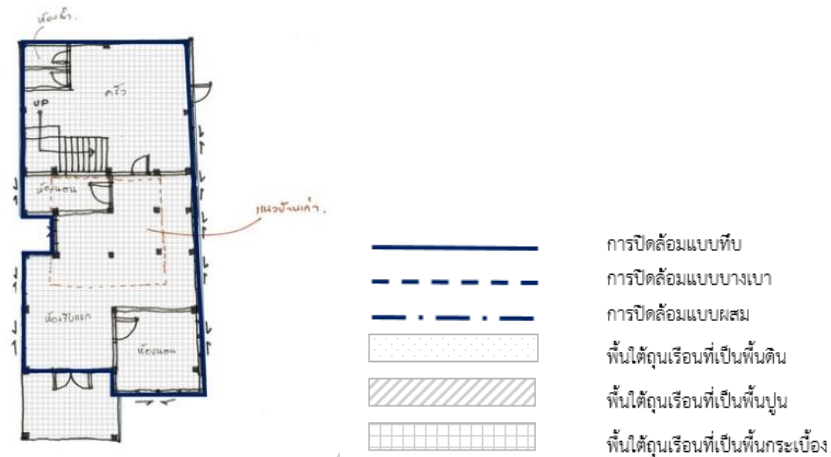 ห้องน้ำ.
ครัว
UP
ห้องนอน
แนวบ้านเก่า.
ห้องรับแขก
ห้องนอน
การปิดล้อมแบบทึบ
การปิดล้อมแบบบางเบา
การปิดล้อมแบบผสม
พื้นใต้ถุนเรือนที่เป็นพื้นดิน
พื้นใต้ถุนเรือนที่เป็นพื้นปูน
พื้นใต้ถุนเรือนที่เป็นพื้นกระเบื้อง